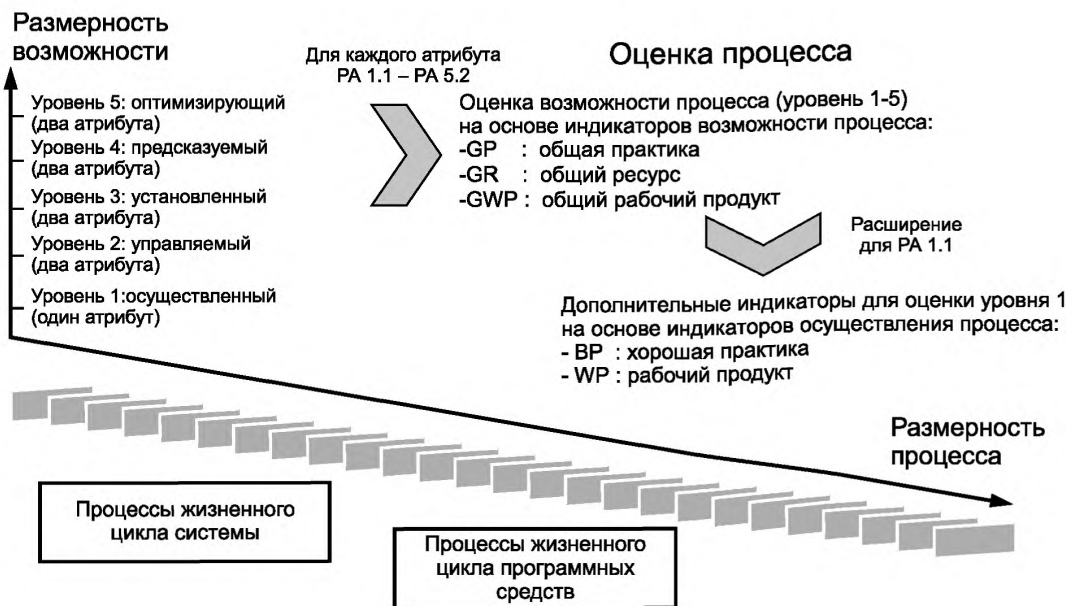 Размерность
возможности
Уровень 5: оптимизирующий
(два атрибута)
Уровень 4: предсказуемый
(два атрибута)
Уровень 3: установленный
(два атрибута)
Уровень 2: управляемый
(два атрибута)
Уровень 1:осуществленный
(один атрибут)
Для каждого атрибута
PA 1.1 – PA 5.2
Оценка процесса
Оценка возможности процесса (уровень 1-5)
на основе индикаторов возможности процесса:
-GP : общая практика
-GR : общий ресурс
-GWP : общий рабочий продукт
Расширение
для PA 1.1
Дополнительные индикаторы для оценки уровня 1
на основе индикаторов осуществления процесса:
- BP : хорошая практика
- WP : рабочий продукт
Размерность
процесса
Процессы жизненного
цикла системы
Процессы жизненного
цикла программных
средств